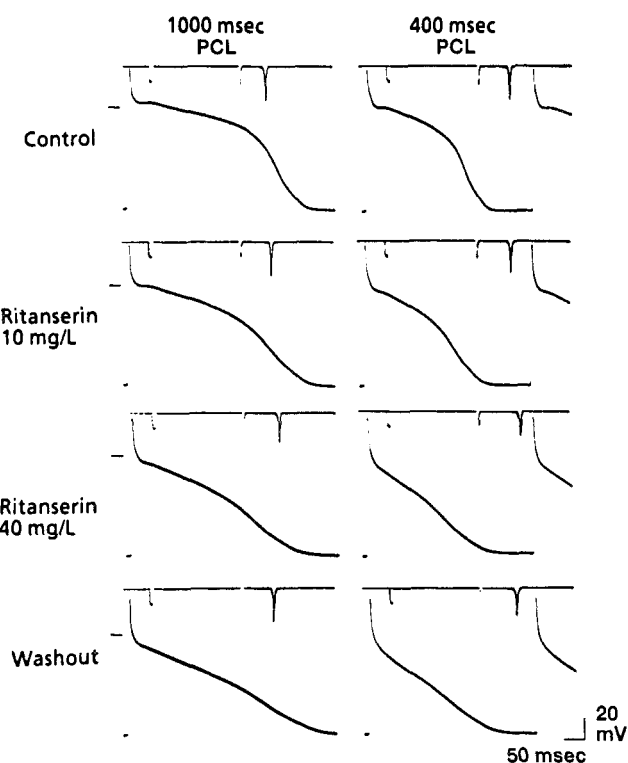 1000 msec
PCL
400 msec
PCL
Control
Ritanserin
10 mg/L
Ritanserin
40 mg/L
Washout
20
mV
50 msec